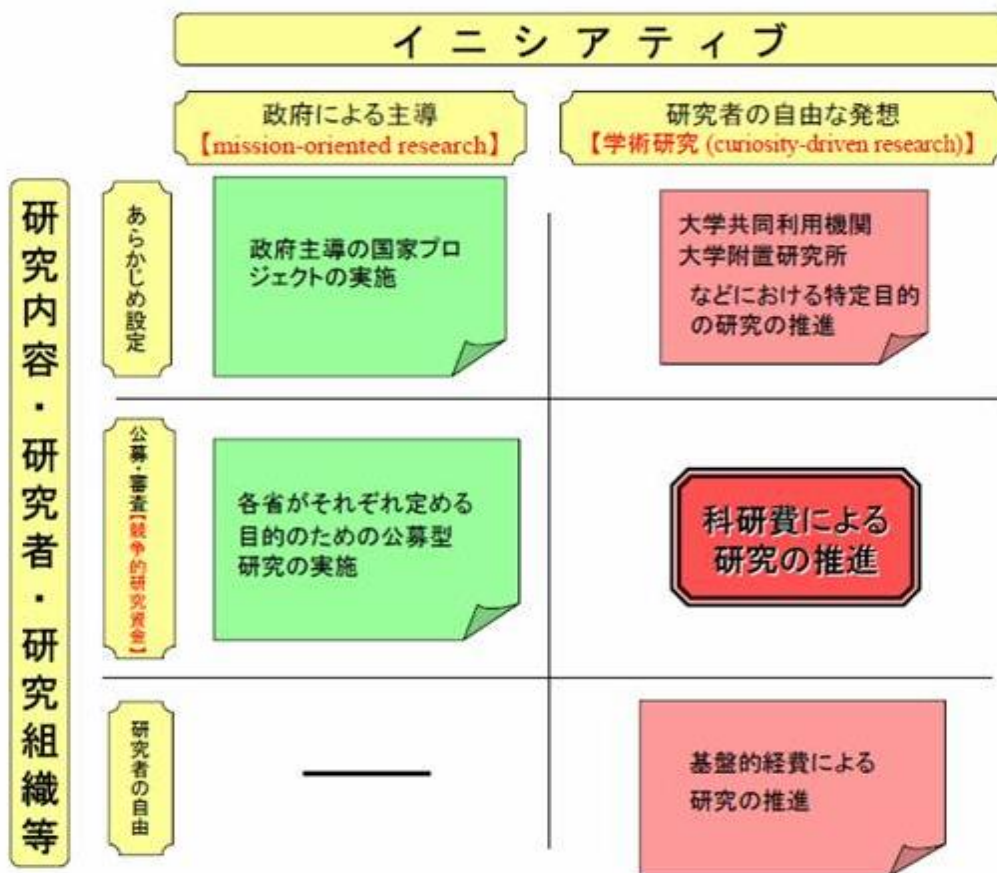 イニシアティブ
政府による主導
【mission-oriented research】
研究者の自由な発想
【学術研究 (curiosity-driven research)】
研究内容・研究者・研究組織等
あらかじめ設定
政府主導の国家プロ
ジェクトの実施
大学共同利用機関
大学附置研究所
などにおける特定目的
の研究の推進
公募・審査【競争的研究資金】
各省がそれぞれ定める
目的のための公募型
研究の実施
科研費による
研究の推進
研究者の自由
基盤的経費による
研究の推進